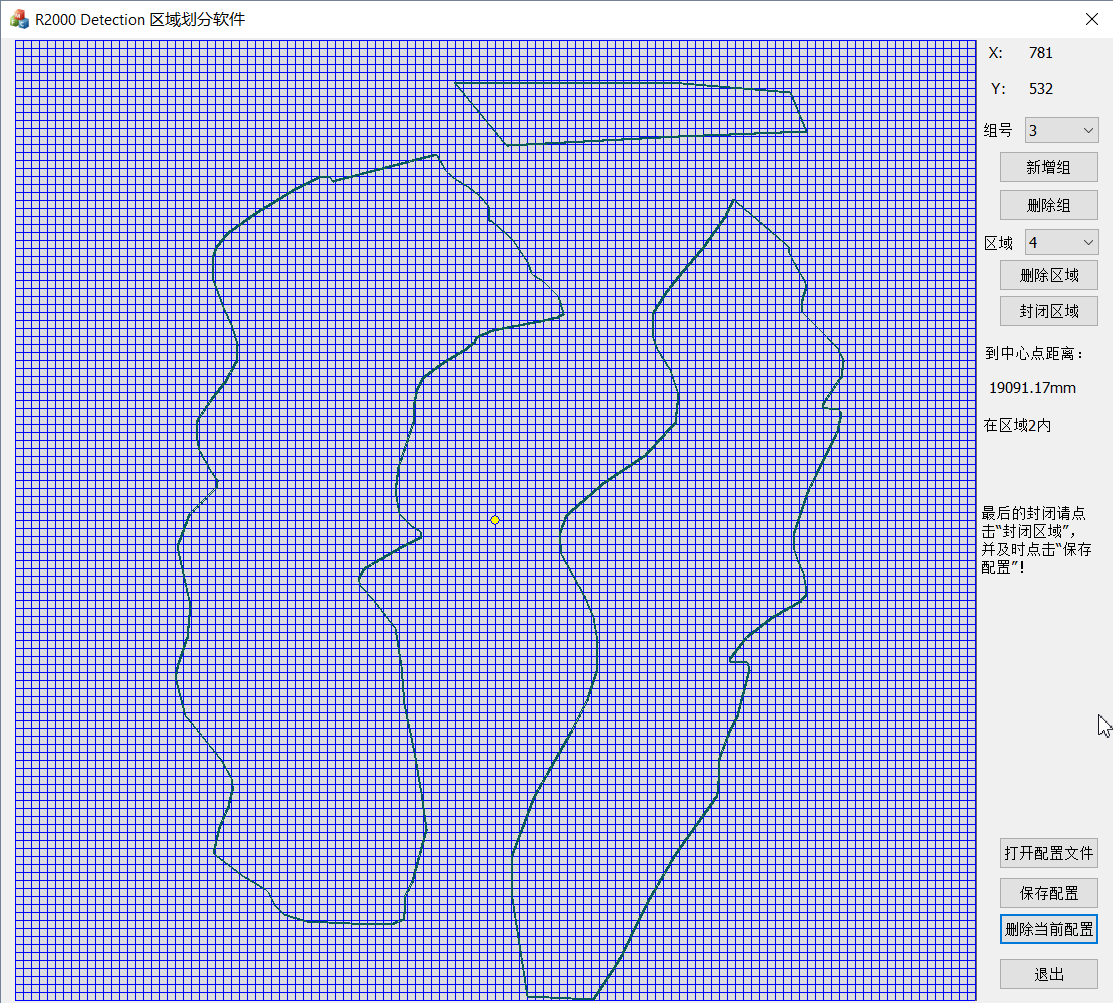 R2000 Detection 区域划分软件
X: 781
Y: 532
组号 3
新增组
删除组
区域 4
删除区域
封闭区域
到中心点距离：
19091.17mm
在区域2内
最后的封闭请点
击“封闭区域”，
并及时点击“保存
配置”！
打开配置文件
保存配置
删除当前配置
退出